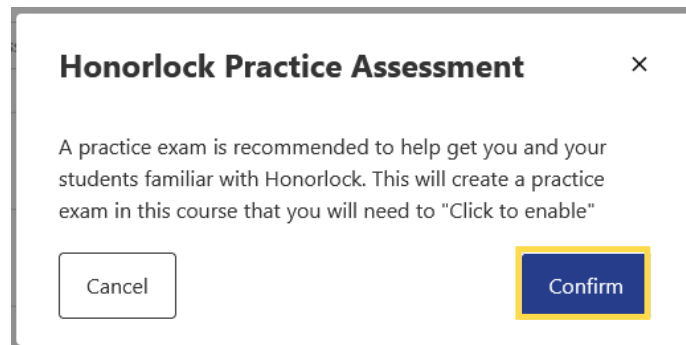 Honorlock Practice Assessment
A practice exam is recommended to help get you and your
students familiar with Honorlock. This will create a practice
exam in this course that you will need to "Click to enable"
Cancel
Confirm